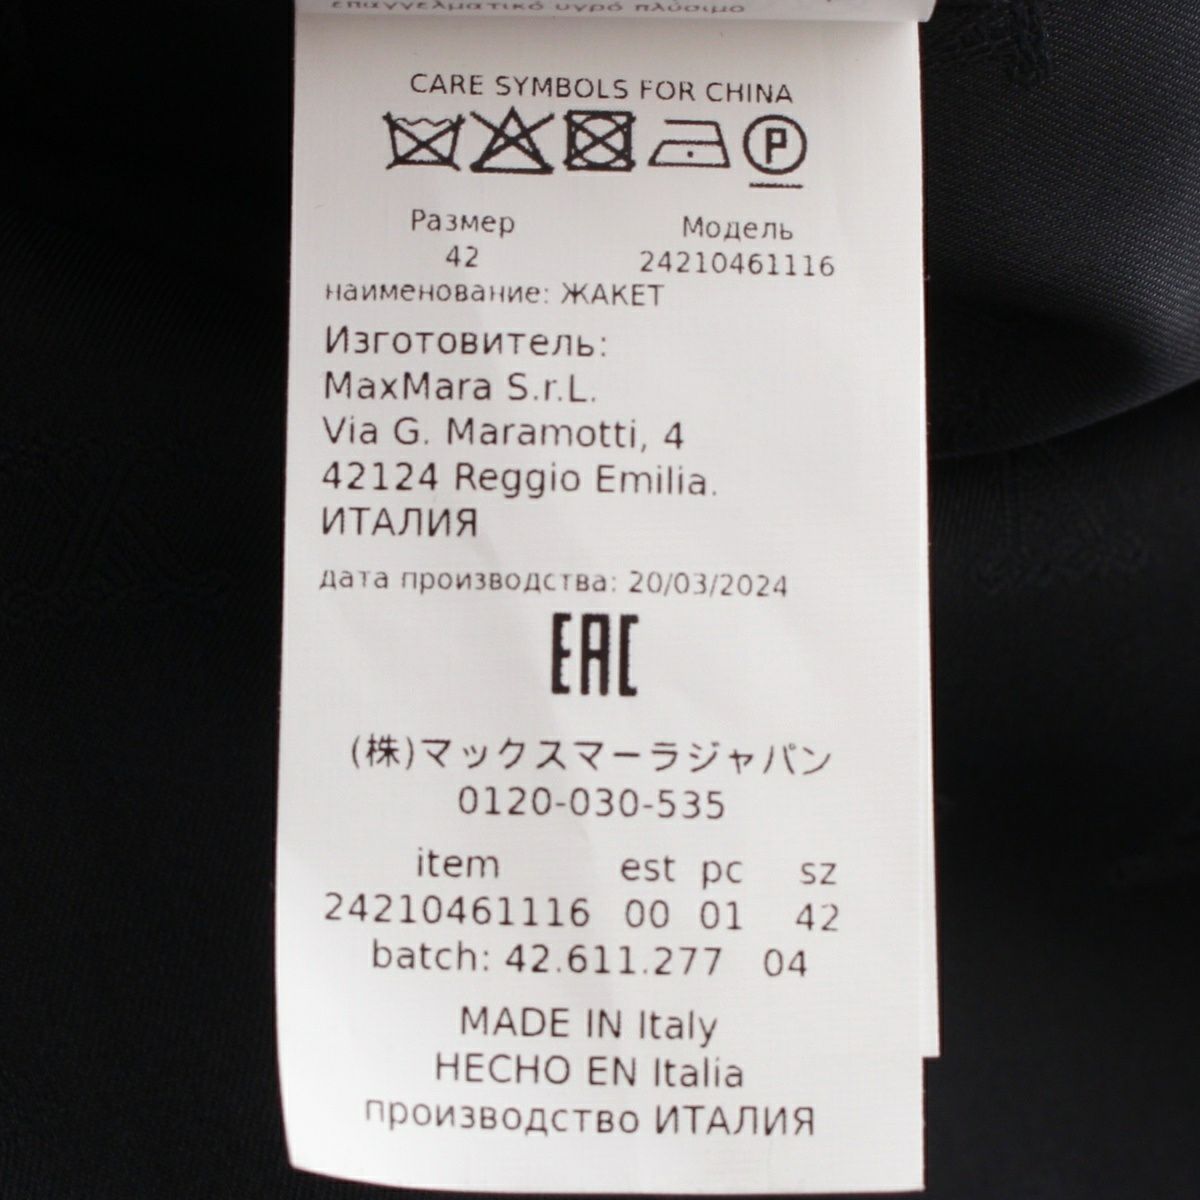 επαγγελματικό υγρό πλύσιμο
CARE SYMBOLS FOR CHINA
P
Размер Модель
42 24210461116
наименование: ЖАКЕТ
Изготовитель:
MaxMara S.r.L.
Via G. Maramotti, 4
42124 Reggio Emilia.
ИТАЛИЯ
дата производства: 20/03/2024
EAC
(株)マックスマーラジャパン
0120-030-535
item est pc sz
24210461116 00 01 42
batch: 42.611.277 04
MADE IN Italy
HECHO EN Italia
производство ИТАЛИЯ